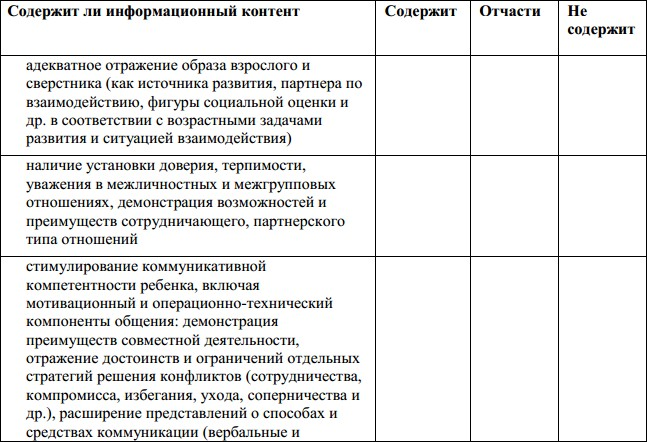 Содержит ли информационный контент Содержит Отчасти Не
содержит
адекватное отражение образа взрослого и
сверстника (как источника развития, партнера по
взаимодействию, фигуры социальной оценки и
др. в соответствии с возрастными задачами
развития и ситуацией взаимодействия)
наличие установки доверия, терпимости,
уважения в межличностных и межгрупповых
отношениях, демонстрация возможностей и
преимуществ сотрудничающего, партнерского
типа отношений
стимулирование коммуникативной
компетентности ребенка, включая
мотивационный и операционно-технический
компоненты общения: демонстрация
преимуществ совместной деятельности,
отражение достоинств и ограничений отдельных
стратегий решения конфликтов (сотрудничества,
компромисса, избегания, ухода, соперничества и
др.), расширение представлений о способах и
средствах коммуникации (вербальные и